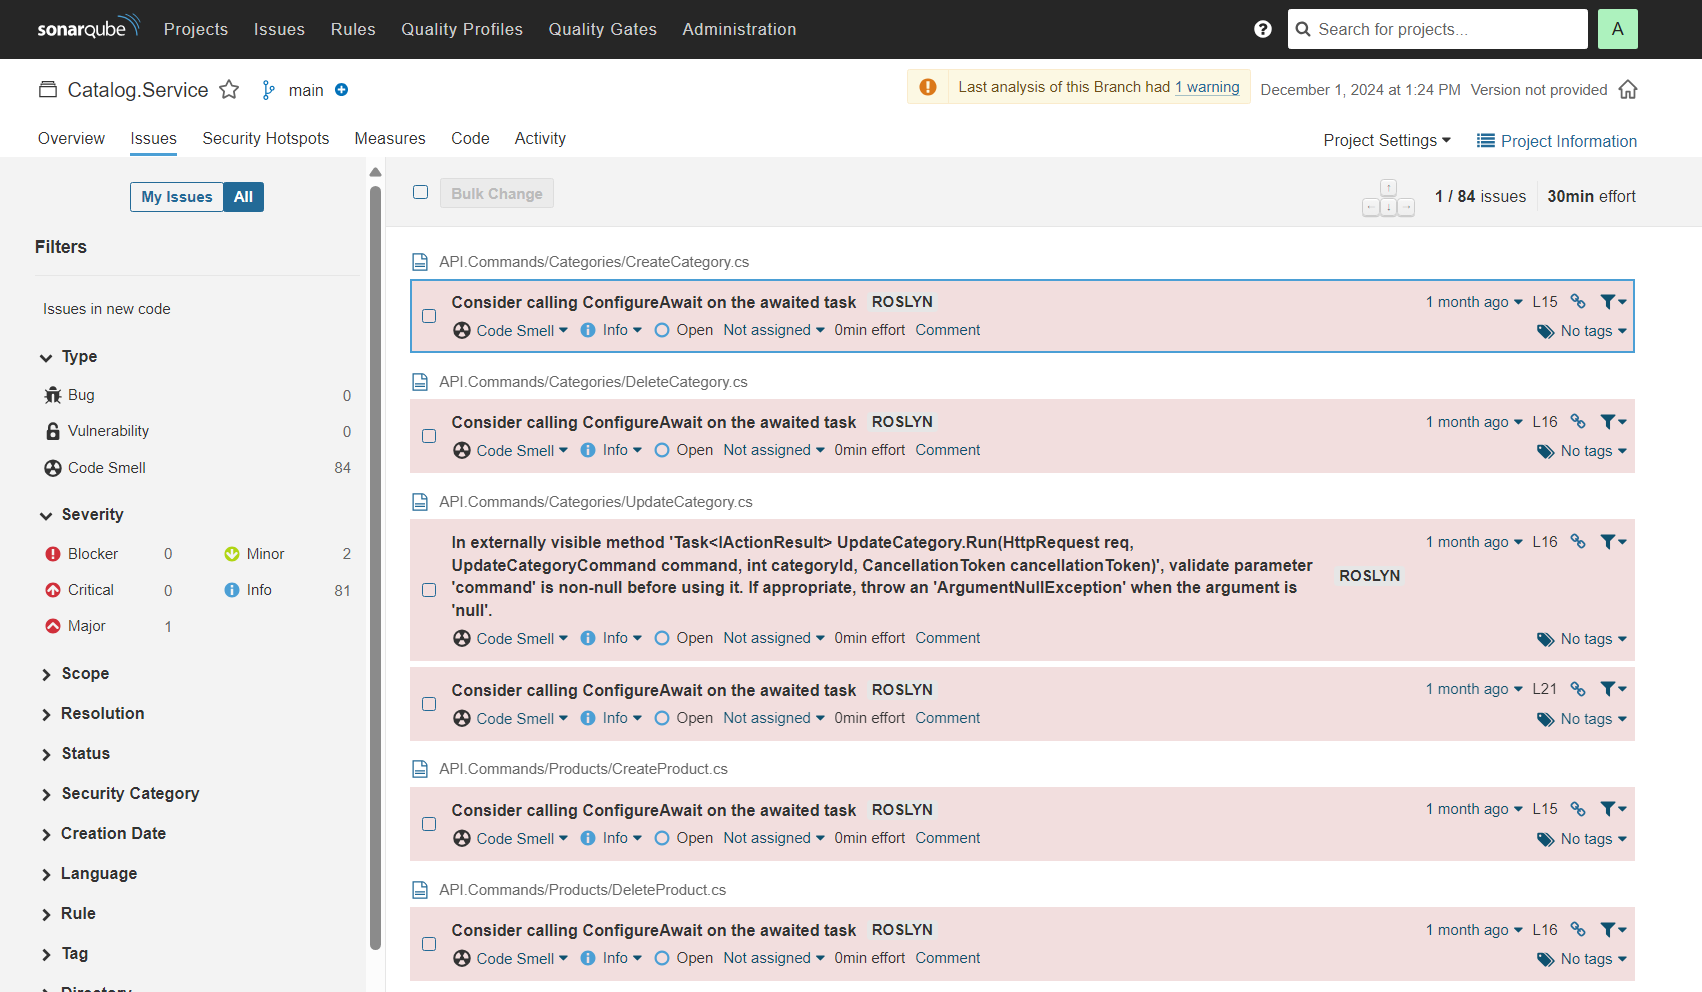 sonarqube Projects Issues Rules Quality Profiles Quality Gates Administration ? Search for projects... A
Catalog.Service main Last analysis of this Branch had 1 warning December 1, 2024 at 1:24 PM Version not provided
Overview Issues Security Hotspots Measures Code Activity Project Settings Project Information
My Issues All
Filters
Issues in new code
Type
Bug 0
Vulnerability 0
Code Smell 84
Severity
Blocker 0 Minor 2
Critical 0 Info 81
Major 1
Scope
Resolution
Status
Security Category
Creation Date
Language
Rule
Tag
Directory
Bulk Change 1 / 84 issues 30min effort
API.Commands/Categories/CreateCategory.cs
Consider calling ConfigureAwait on the awaited task ROSLYN 1 month ago L15
Code Smell Info Open Not assigned 0min effort Comment No tags
API.Commands/Categories/DeleteCategory.cs
Consider calling ConfigureAwait on the awaited task ROSLYN 1 month ago L16
Code Smell Info Open Not assigned 0min effort Comment No tags
API.Commands/Categories/UpdateCategory.cs
In externally visible method 'Task<IActionResult> UpdateCategory.Run(HttpRequest req, 1 month ago L16
UpdateCategoryCommand command, int categoryId, CancellationToken cancellationToken)', validate parameter
'command' is non-null before using it. If appropriate, throw an 'ArgumentNullException' when the argument is ROSLYN
'null'.
Code Smell Info Open Not assigned 0min effort Comment No tags
Consider calling ConfigureAwait on the awaited task ROSLYN 1 month ago L21
Code Smell Info Open Not assigned 0min effort Comment No tags
API.Commands/Products/CreateProduct.cs
Consider calling ConfigureAwait on the awaited task ROSLYN 1 month ago L15
Code Smell Info Open Not assigned 0min effort Comment No tags
API.Commands/Products/DeleteProduct.cs
Consider calling ConfigureAwait on the awaited task ROSLYN 1 month ago L16
Code Smell Info Open Not assigned 0min effort Comment No tags